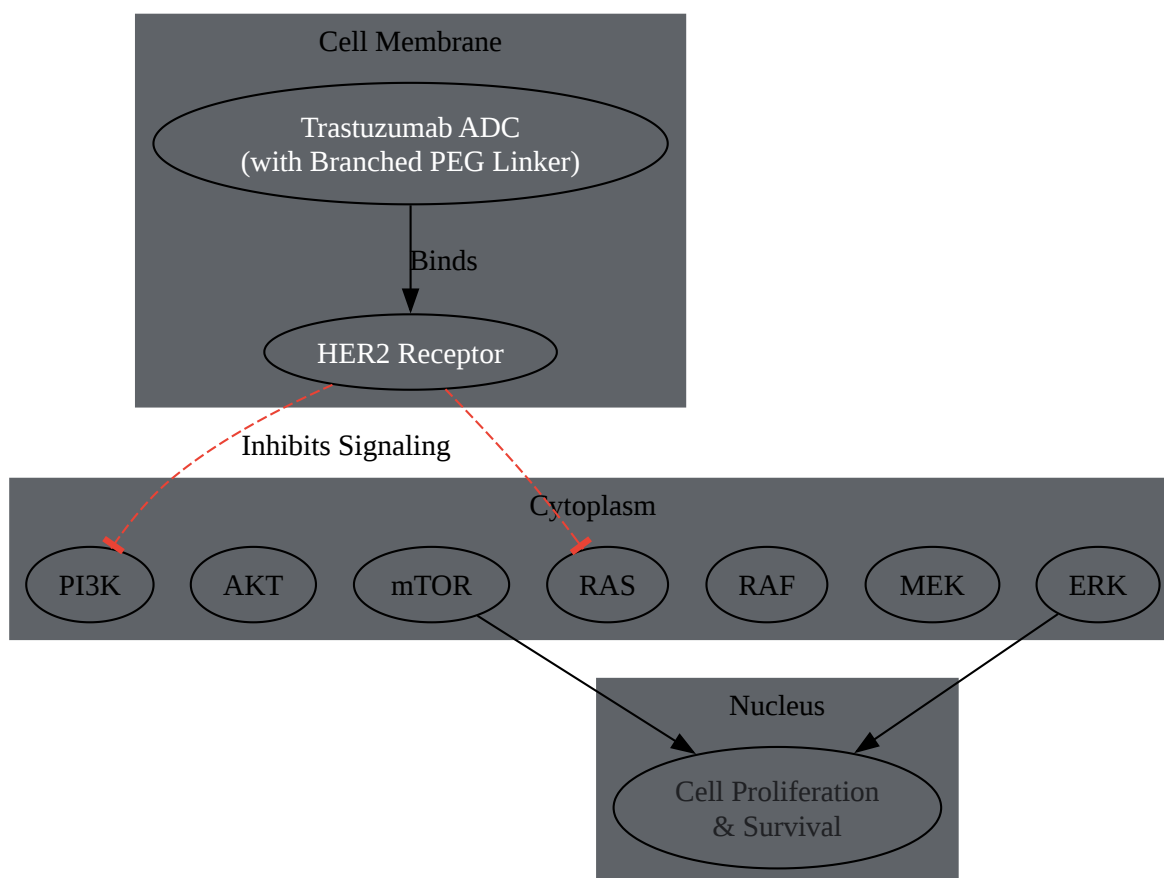 Cell Membrane
Trastuzumab ADC
(with Branched PEG Linker)
Binds
HER2 Receptor
Inhibits Signaling
Cytoplasm
PI3K
AKT
mTOR
RAS
RAF
MEK
ERK
Nucleus
Cell Proliferation
& Survival